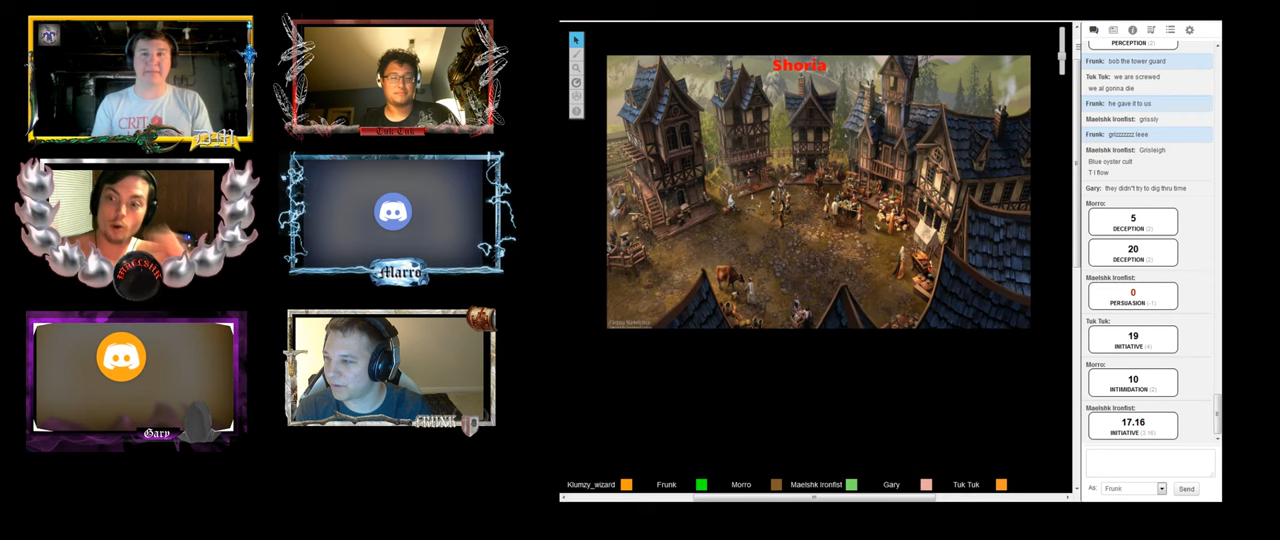 CRIT
DM
Tuk Tuk
MAELSHK
Marro
Gary
FRUNK
Shoria
PERCEPTION (2)
Frunk: bob the tower guard
Tuk Tuk: we are screwed
we al gonna die
Frunk: he gave it to us
Maelshk Ironfist: grissly
Frunk: grizzzzzzz leee
Maelshk Ironfist: Grisleigh
Blue oyster cult
T I flow
Gary: they didn"t try to dig thru time
Morro:
5
DECEPTION (2)
20
DECEPTION (2)
Maelshk Ironfist:
0
PERSUASION (-1)
Tuk Tuk:
19
INITIATIVE (4)
Morro:
10
INTIMIDATION (2)
Maelshk Ironfist:
17.16
INITIATIVE (3.16)
As: Frunk Send
Klumzy_wizard Frunk Morro Maelshk Ironfist Gary Tuk Tuk